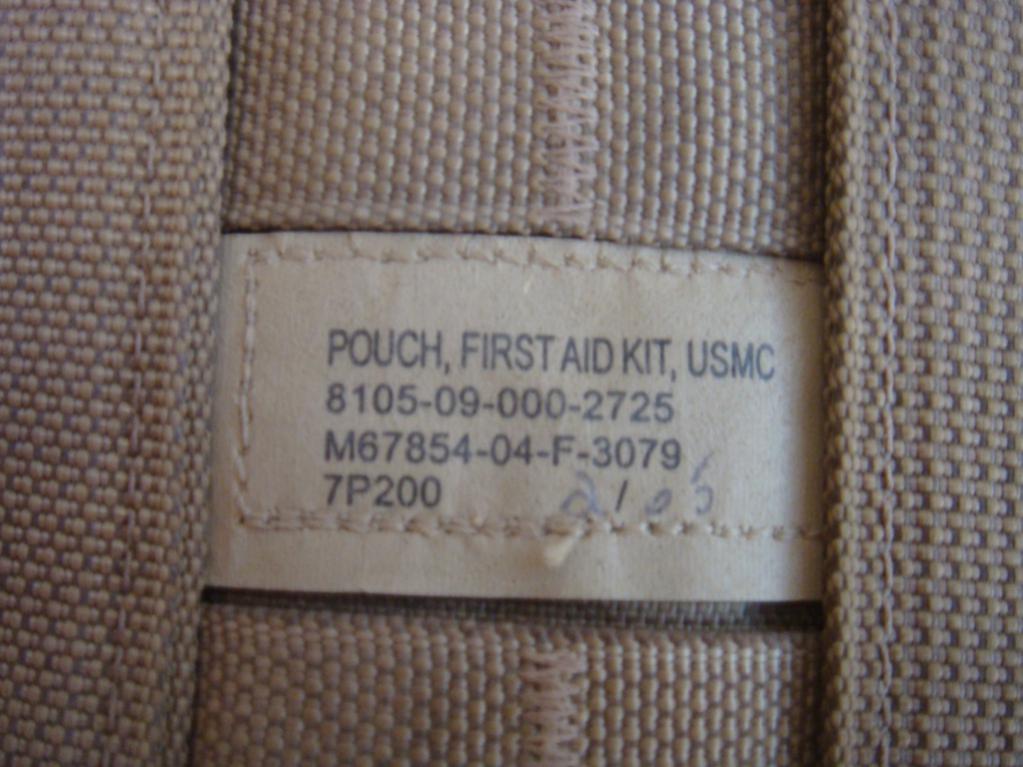 POUCH, FIRST AID KIT, USMC
8105-09-000-2725
M67854-04-F-3079
7P200 2/05